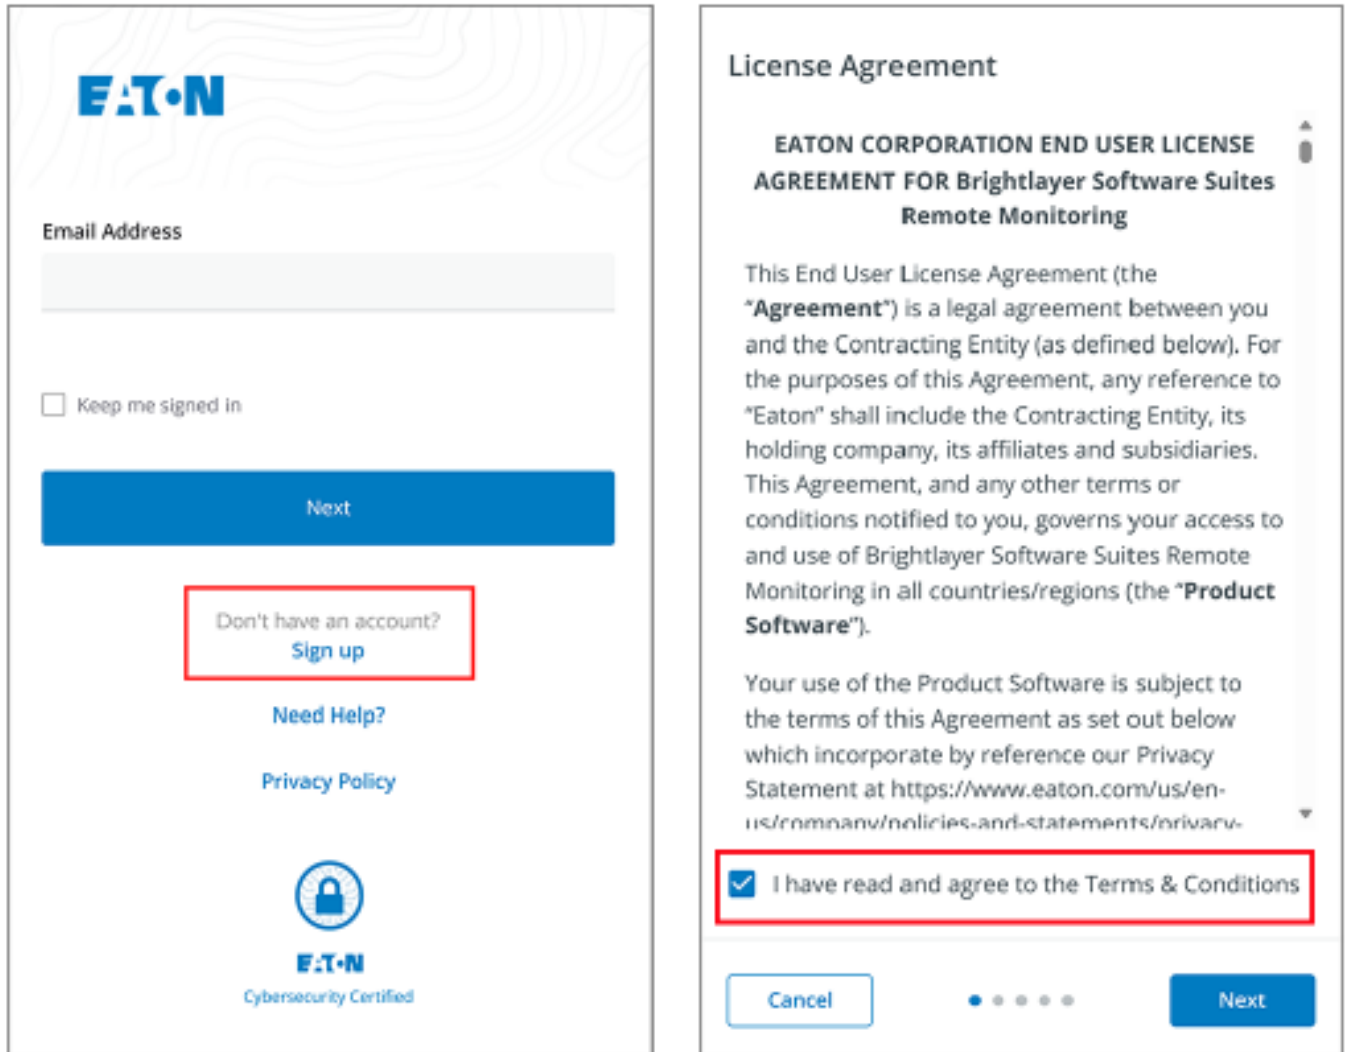 EATON
Email Address
Keep me signed in
Next
Don't have an account?
Sign up
Need Help?
Privacy Policy
EATON
Cybersecurity Certified
License Agreement
EATON CORPORATION END USER LICENSE
AGREEMENT FOR Brightlayer Software Suites
Remote Monitoring
This End User License Agreement (the
“Agreement”) is a legal agreement between you
and the Contracting Entity (as defined below). For
the purposes of this Agreement, any reference to
“Eaton” shall include the Contracting Entity, its
holding company, its affiliates and subsidiaries.
This Agreement, and any other terms or
conditions notified to you, governs your access to
and use of Brightlayer Software Suites Remote
Monitoring in all countries/regions (the “Product
Software”).
Your use of the Product Software is subject to
the terms of this Agreement as set out below
which incorporate by reference our Privacy
Statement at https://www.eaton.com/us/en-
us/company/policies-and-statements/privacy-
I have read and agree to the Terms & Conditions
Cancel
Next